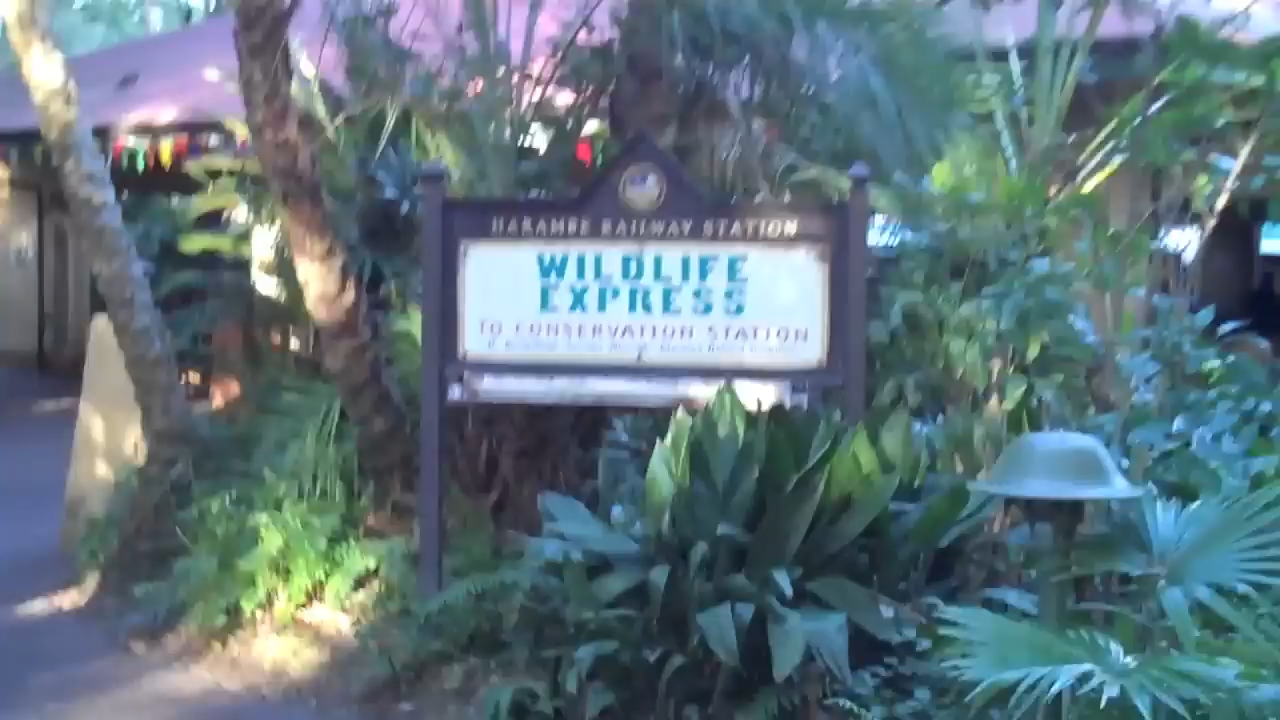 HARAMBE RAILWAY STATION
WILDLIFE
EXPRESS
TO CONSERVATION STATION